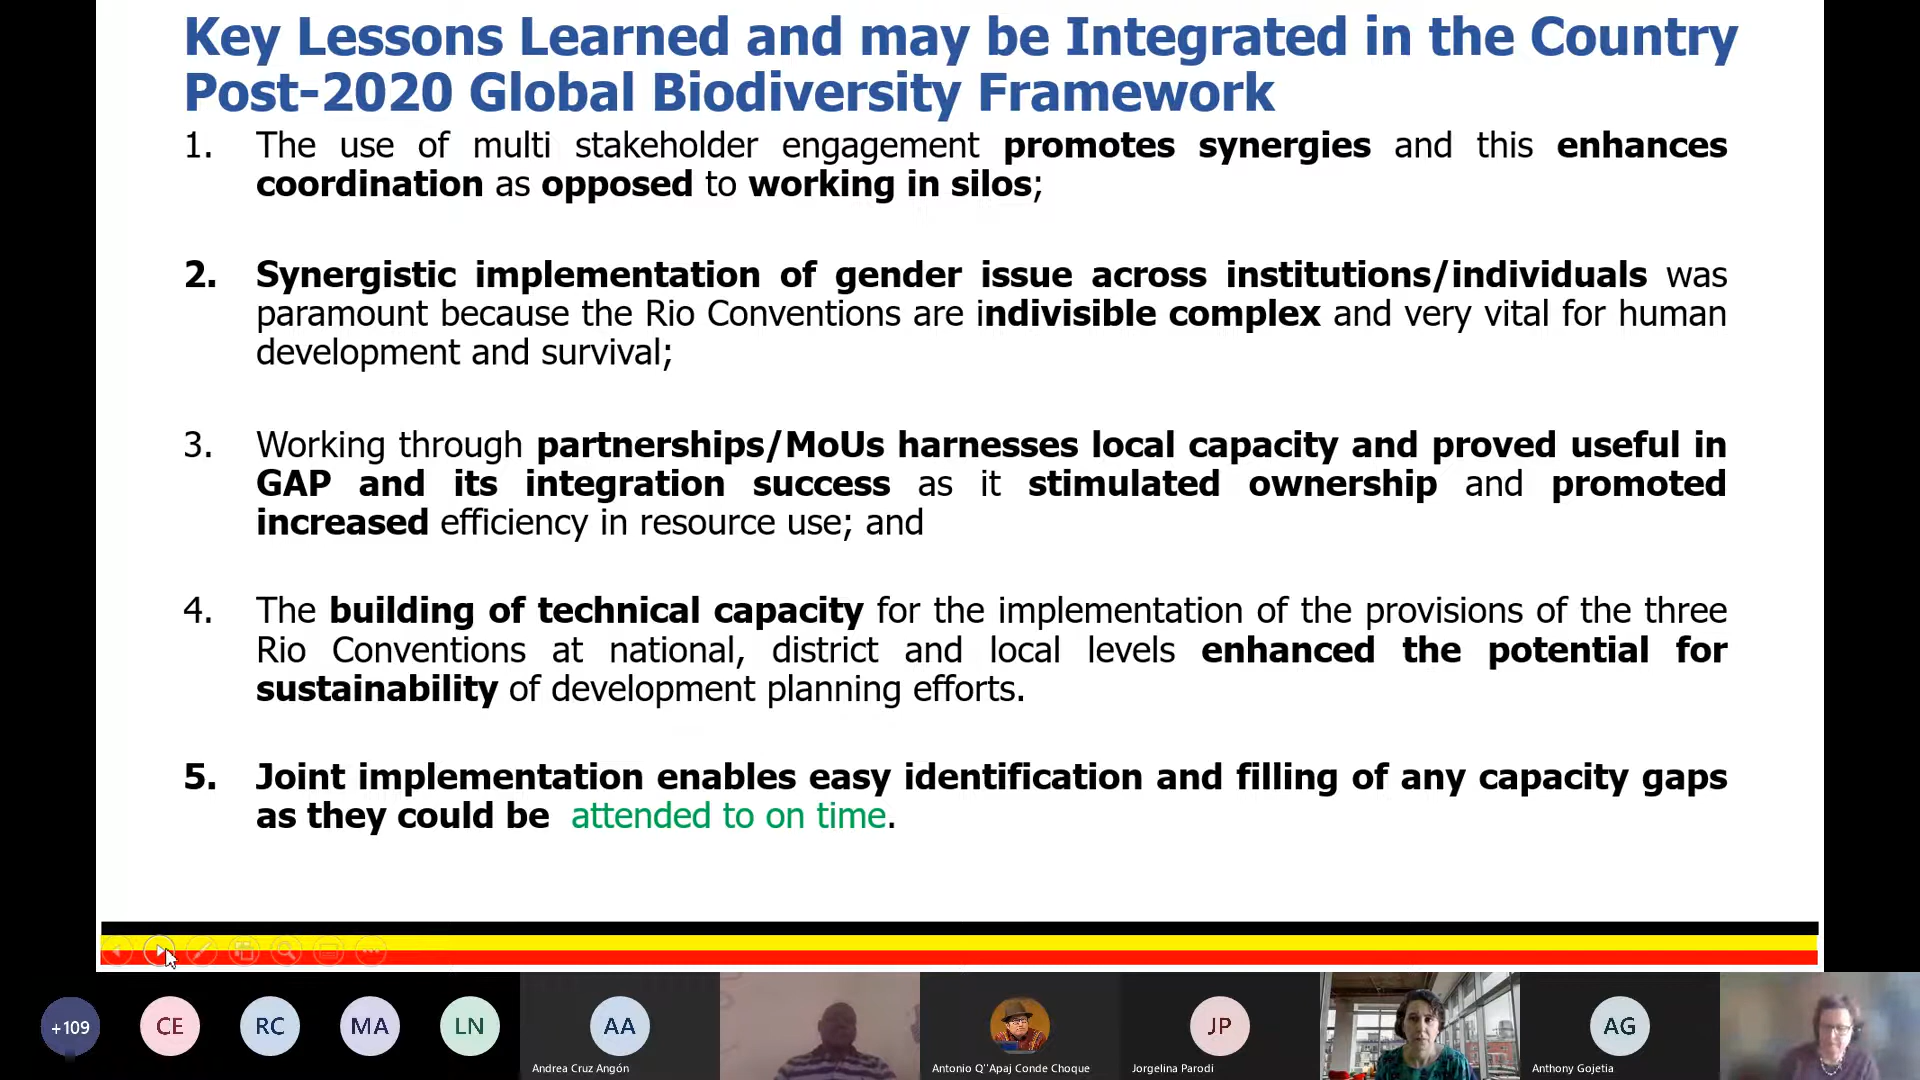 Key Lessons Learned and may be Integrated in the Country
Post-2020 Global Biodiversity Framework
1. The use of multi stakeholder engagement promotes synergies and this enhances
coordination as opposed to working in silos;
2. Synergistic implementation of gender issue across institutions/individuals was
paramount because the Rio Conventions are indivisible complex and very vital for human
development and survival;
3. Working through partnerships/MoUs harnesses local capacity and proved useful in
GAP and its integration success as it stimulated ownership and promoted
increased efficiency in resource use; and
4. The building of technical capacity for the implementation of the provisions of the three
Rio Conventions at national, district and local levels enhanced the potential for
sustainability of development planning efforts.
5. Joint implementation enables easy identification and filling of any capacity gaps
as they could be  attended to on time.
+109
CE
RC
MA
LN
AA
JP
AG
Andrea Cruz Angón
Antonio Q''Apaj Conde Choque
Jorgelina Parodi
Anthony Gojetia